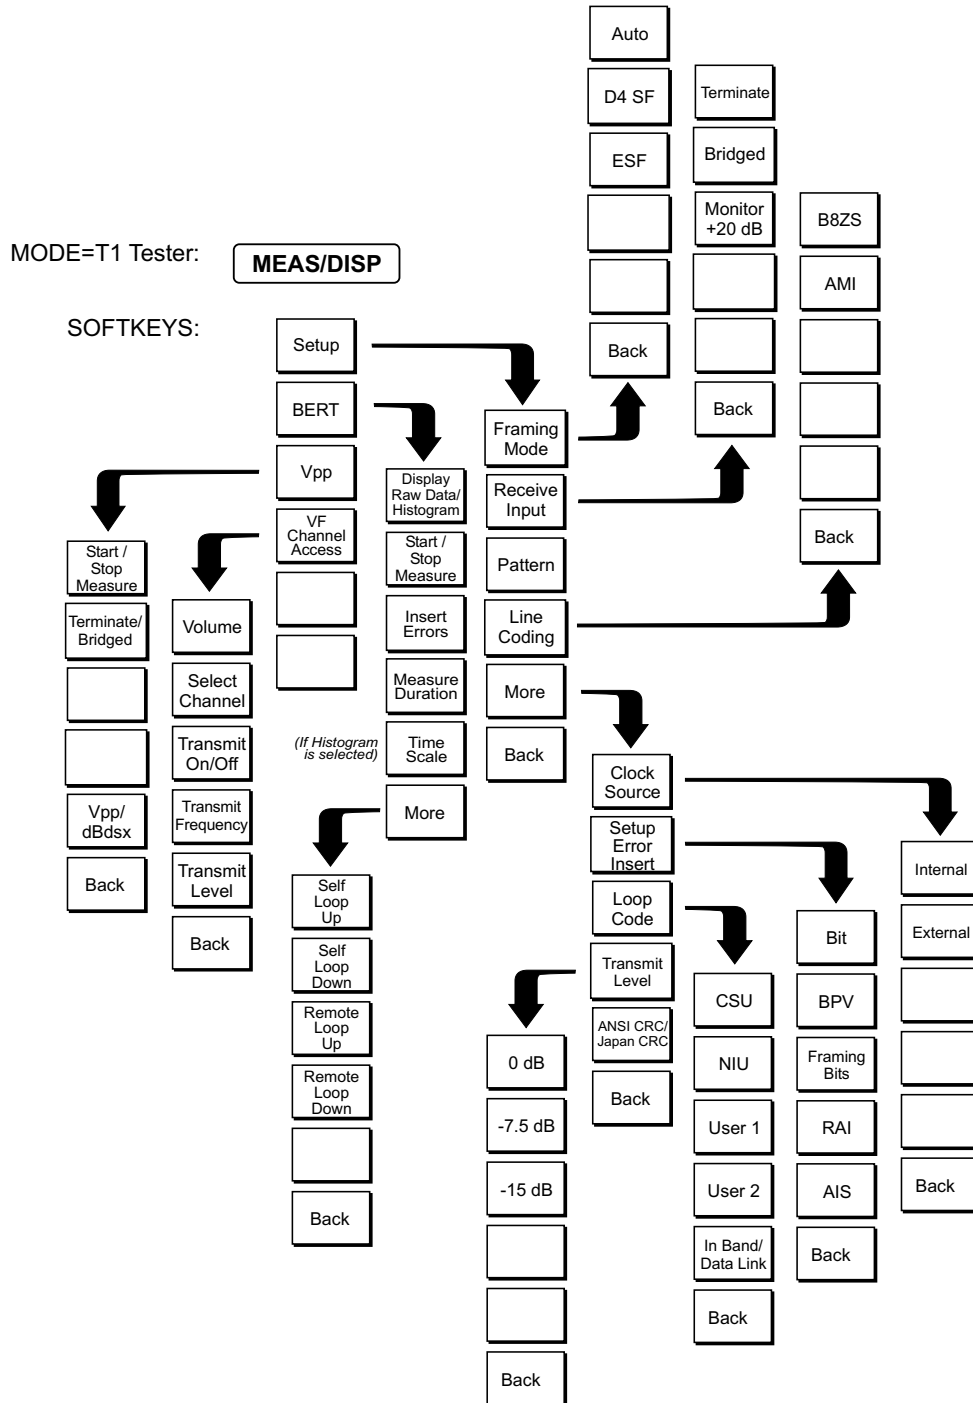 MODE=T1 Tester:
MEAS/DISP
SOFTKEYS:
Setup
BERT
Vpp
VF
Channel
Access
Start /
Stop
Measure
Terminate/
Bridged
Vpp/
dBdsx
Back
Volume
Select
Channel
Transmit
On/Off
Transmit
Frequency
Transmit
Level
Back
Display
Raw Data/
Histogram
Start /
Stop
Measure
Insert
Errors
Measure
Duration
(If Histogram
is selected)
Time
Scale
More
Self
Loop
Up
Self
Loop
Down
Remote
Loop
Up
Remote
Loop
Down
Back
Framing
Mode
Receive
Input
Pattern
Line
Coding
More
Back
Auto
D4 SF
ESF
Back
Terminate
Bridged
Monitor
+20 dB
Back
B8ZS
AMI
Back
Clock
Source
Setup
Error
Insert
Loop
Code
Transmit
Level
ANSI CRC/
Japan CRC
Back
0 dB
-7.5 dB
-15 dB
Back
CSU
NIU
User 1
User 2
In Band/
Data Link
Back
Bit
BPV
Framing
Bits
RAI
AIS
Back
Internal
External
Back